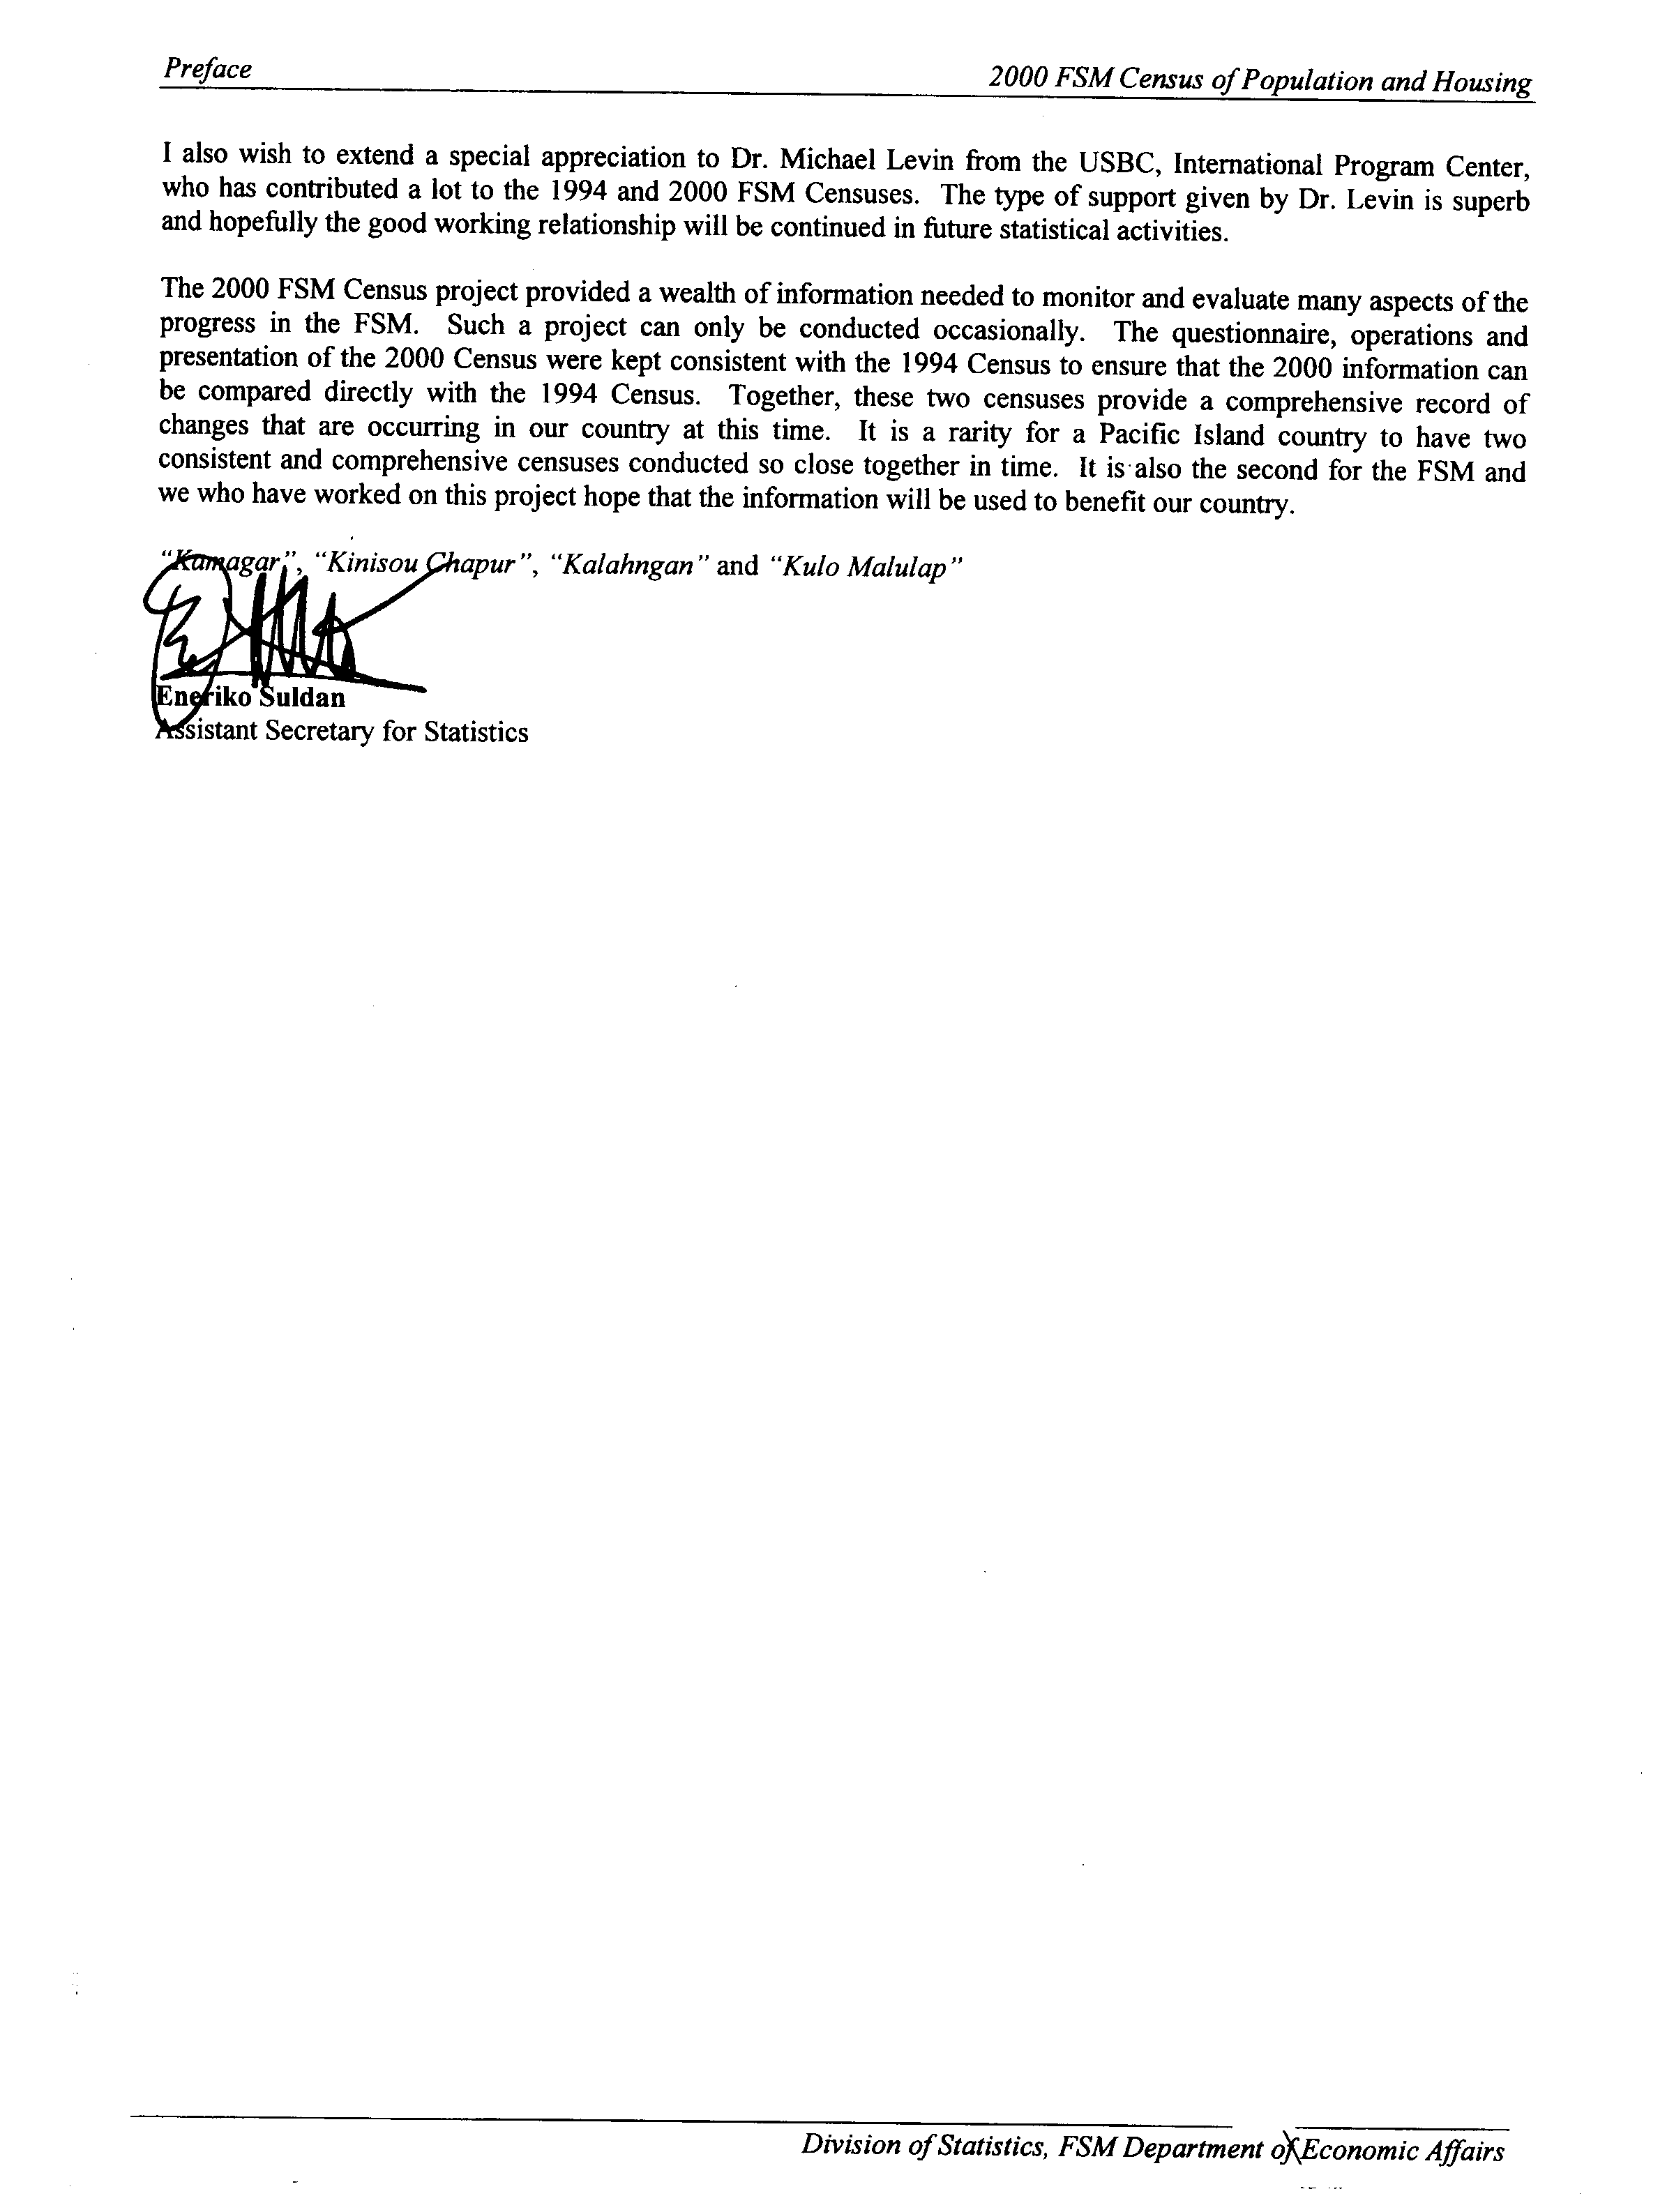 Preface
2000 FSM Census of Population and Housing
I also wish to extend a special appreciation to Dr. Michael Levin from the USBC, International Program Center,
who has contributed a lot to the 1994 and 2000 FSM Censuses. The type of support given by Dr. Levin is superb
and hopefully the good working relationship will be continued in future statistical activities.
The 2000 FSM Census project provided a wealth of information needed to monitor and evaluate many aspects of the
progress in the FSM. Such a project can only be conducted occasionally. The questionnaire, operations and
presentation of the 2000 Census were kept consistent with the 1994 Census to ensure that the 2000 information can
be compared directly with the 1994 Census. Together, these two censuses provide a comprehensive record of
changes that are occurring in our country at this time. It is a rarity for a Pacific Island country to have two
consistent and comprehensive censuses conducted so close together in time. It is also the second for the FSM and
we who have worked on this project hope that the information will be used to benefit our country.
“Kamagar”, “Kinisou Chapur”, “Kalahngan” and “Kulo Malulap”
Eneriko Suldan
Assistant Secretary for Statistics
Division of Statistics, FSM Department of Economic Affairs